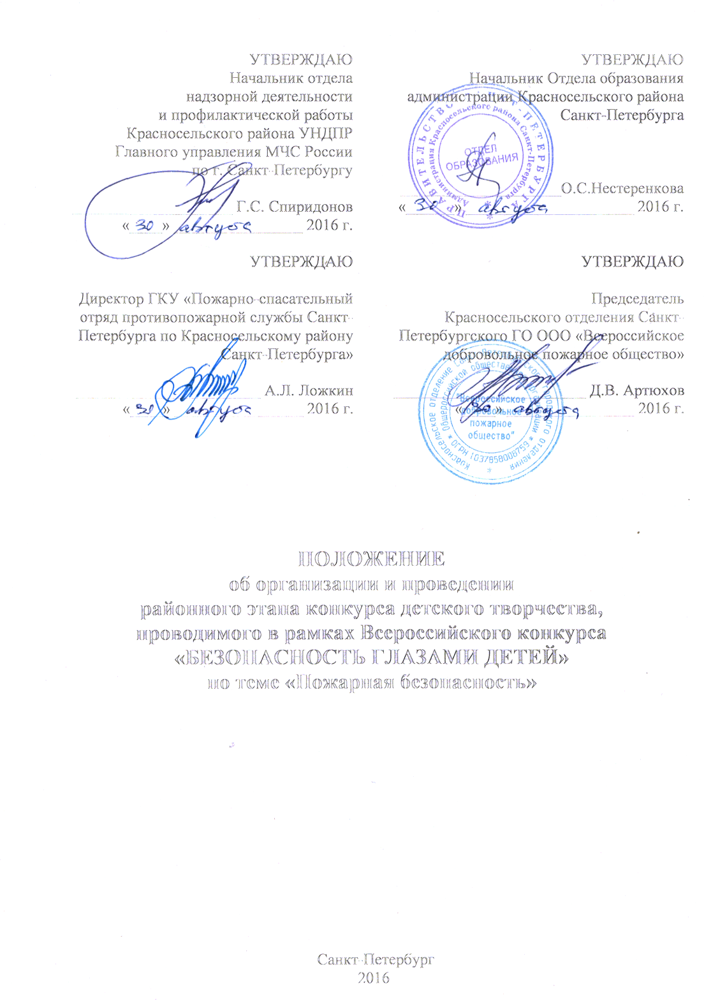 УТВЕРЖДАЮ
Начальник отдела
надзорной деятельности
и профилактической работы
Красносельского района УНДПР
Главного управления МЧС России
по г. Санкт-Петербургу
Г.С. Спиридонов
«30» августа 2016 г.
УТВЕРЖДАЮ
Начальник Отдела образования
администрации Красносельского района
Санкт-Петербурга
О.С.Нестеренкова
«30» августа 2016 г.
ПРАВИТЕЛЬСТВО САНКТ-ПЕТЕРБУРГА
Администрация Красносельского района Санкт-Петербурга
ОТДЕЛ
ОБРАЗОВАНИЯ
УТВЕРЖДАЮ
Директор ГКУ «Пожарно-спасательный
отряд противопожарной службы Санкт-
Петербурга по Красносельскому району
Санкт-Петербурга»
А.Л. Ложкин
«30» августа 2016 г.
УТВЕРЖДАЮ
Председатель
Красносельского отделения Санкт-
Петербургского ГО ООО «Всероссийское
добровольное пожарное общество»
Д.В. Артюхов
«30» августа 2016 г.
Красносельское отделение Санкт-Петербургского городского отделения
Общероссийской общественной организации
"Всероссийское
добровольное
пожарное
общество"
* ОГРН 1037858008759 *
ПОЛОЖЕНИЕ
об организации и проведении
районного этапа конкурса детского творчества,
проводимого в рамках Всероссийского конкурса
«БЕЗОПАСНОСТЬ ГЛАЗАМИ ДЕТЕЙ»
по теме «Пожарная безопасность»
Санкт-Петербург
2016